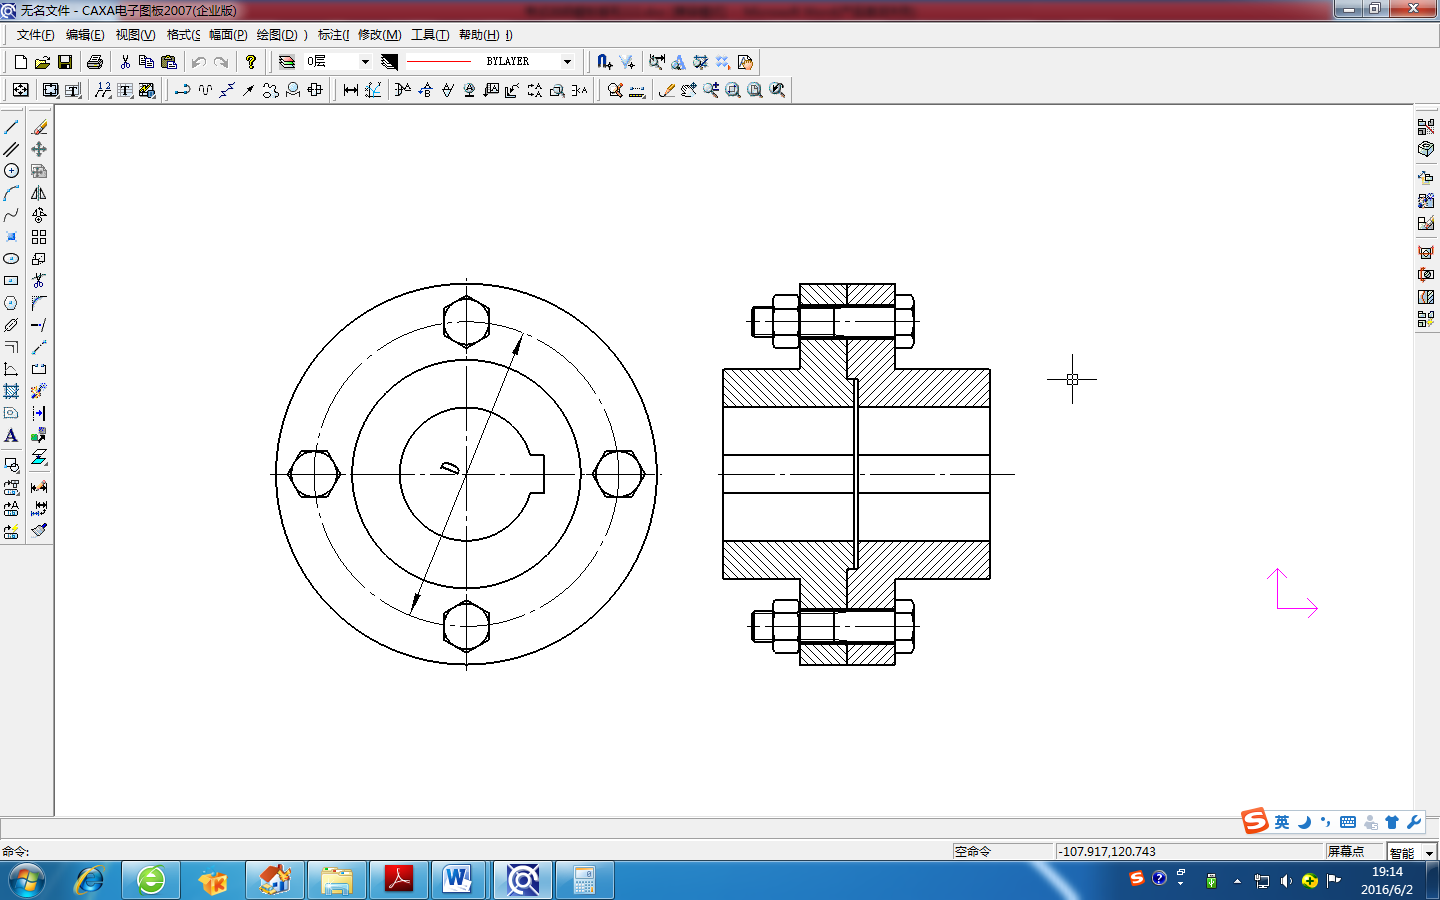 无名文件 - CAXA电子图板2007(企业版)
文件(F) 编辑(E) 视图(V) 格式(S 幅面(P) 绘图(D) ) 标注(I 修改(M) 工具(T) 帮助(H) !)
0层 BYLAYER
D
英
命令: 空命令 -107.917,120.743 屏幕点 智能
19:14
2016/6/2